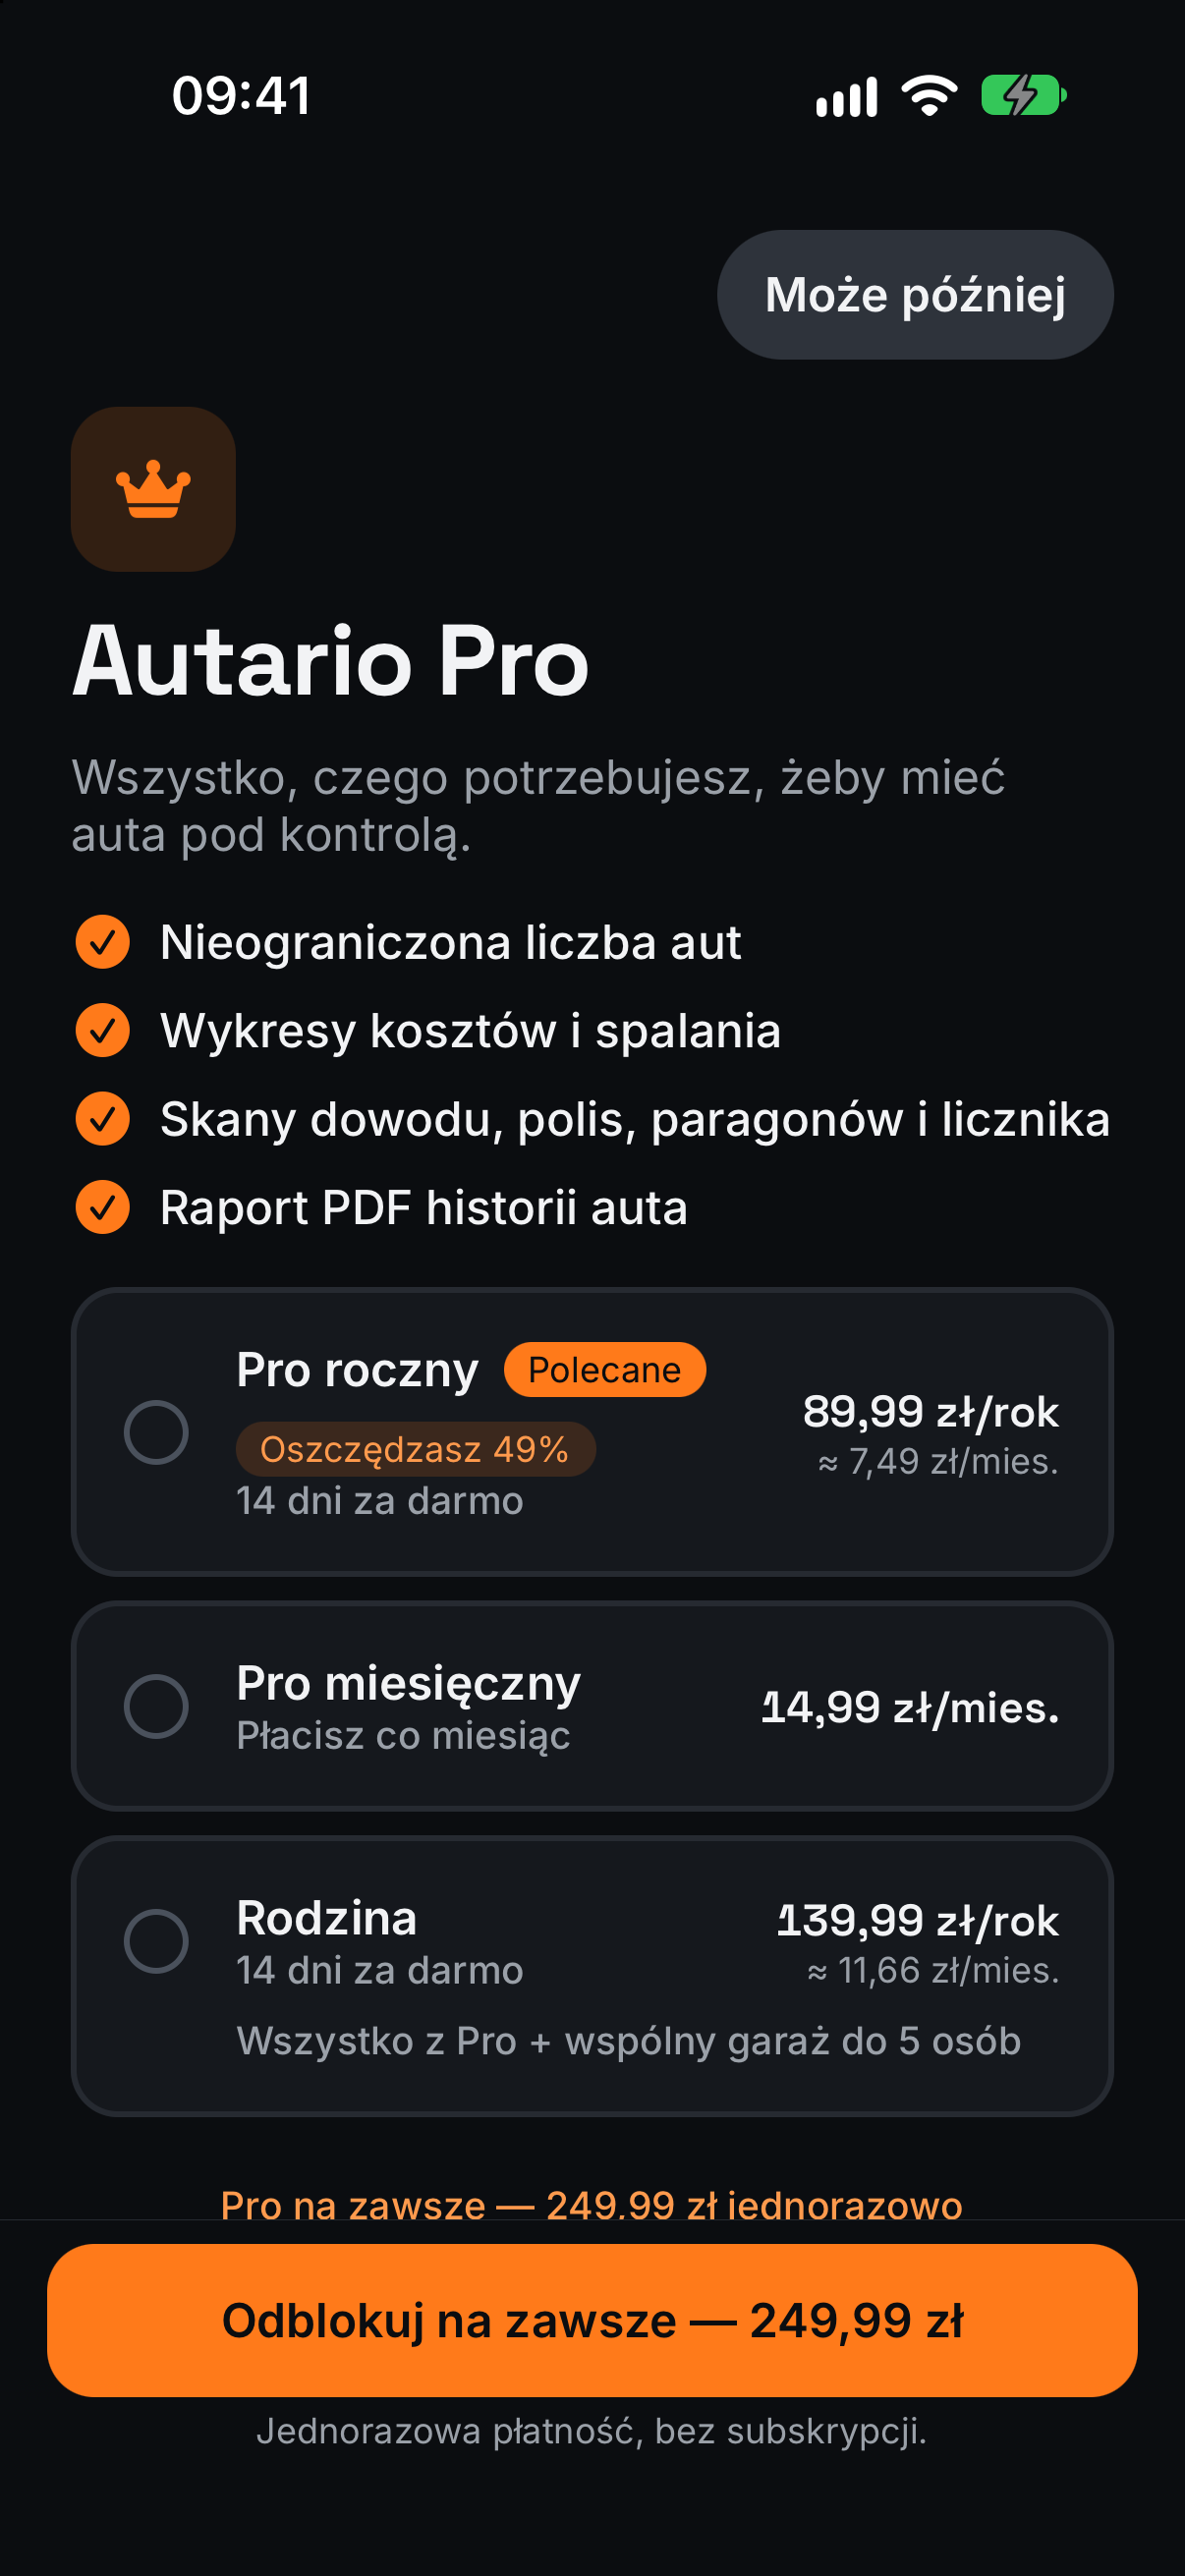 09:41
Może później
Autario Pro
Wszystko, czego potrzebujesz, żeby mieć
auta pod kontrolą.
Nieograniczona liczba aut
Wykresy kosztów i spalania
Skany dowodu, polis, paragonów i licznika
Raport PDF historii auta
Pro roczny Polecane
Oszczędzasz 49%
14 dni za darmo
89,99 zł/rok
≈ 7,49 zł/mies.
Pro miesięczny
Płacisz co miesiąc
14,99 zł/mies.
Rodzina
14 dni za darmo
139,99 zł/rok
≈ 11,66 zł/mies.
Wszystko z Pro + wspólny garaż do 5 osób
Pro na zawsze — 249,99 zł jednorazowo
Odblokuj na zawsze — 249,99 zł
Jednorazowa płatność, bez subskrypcji.